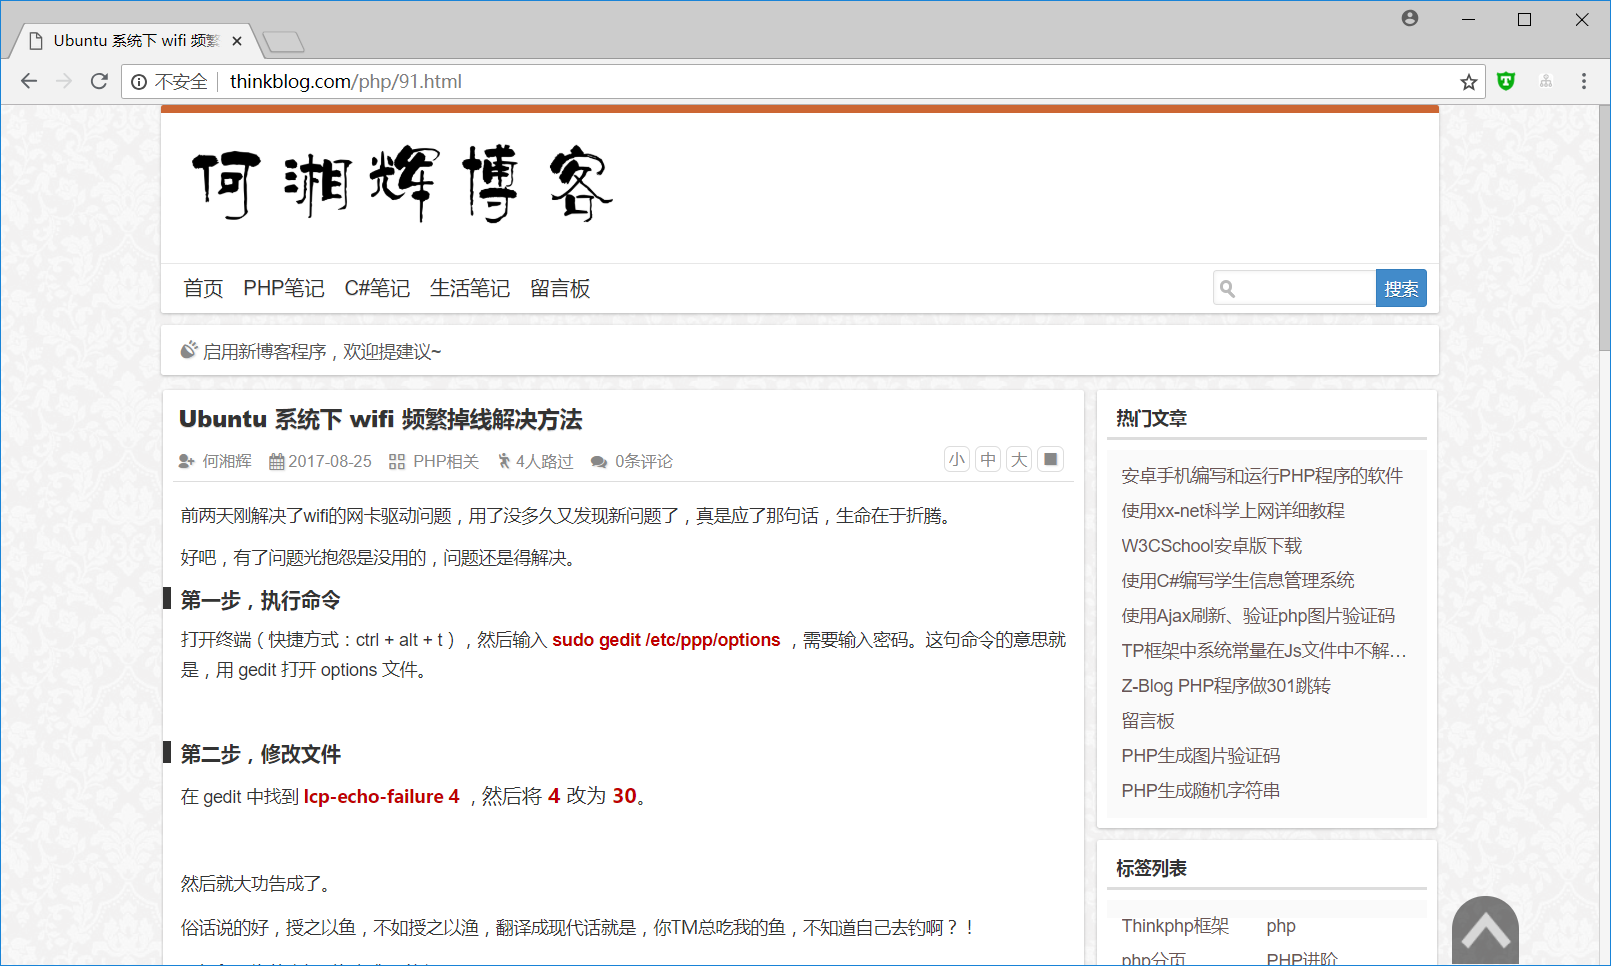 Ubuntu 系统下 wifi 频繁
不安全 thinkblog.com/php/91.html
何湘辉博客
首页 PHP笔记 C#笔记 生活笔记 留言板 搜索
启用新博客程序，欢迎提建议~
Ubuntu 系统下 wifi 频繁掉线解决方法
何湘辉 2017-08-25 PHP相关 4人路过 0条评论 小 中 大
前两天刚解决了wifi的网卡驱动问题，用了没多久又发现新问题了，真是应了那句话，生命在于折腾。
好吧，有了问题光抱怨是没用的，问题还是得解决。
第一步，执行命令
打开终端（快捷方式：ctrl + alt + t），然后输入 sudo gedit /etc/ppp/options ，需要输入密码。这句命令的意思就
是，用 gedit 打开 options 文件。
第二步，修改文件
在 gedit 中找到 lcp-echo-failure 4 ，然后将 4 改为 30。
然后就大功告成了。
俗话说的好，授之以鱼，不如授之以渔，翻译成现代话就是，你TM总吃我的鱼，不知道自己去钓啊？！
热门文章
安卓手机编写和运行PHP程序的软件
使用xx-net科学上网详细教程
W3CSchool安卓版下载
使用C#编写学生信息管理系统
使用Ajax刷新、验证php图片验证码
TP框架中系统常量在Js文件中不解…
Z-Blog PHP程序做301跳转
留言板
PHP生成图片验证码
PHP生成随机字符串
标签列表
Thinkphp框架 php
php分页 PHP进阶